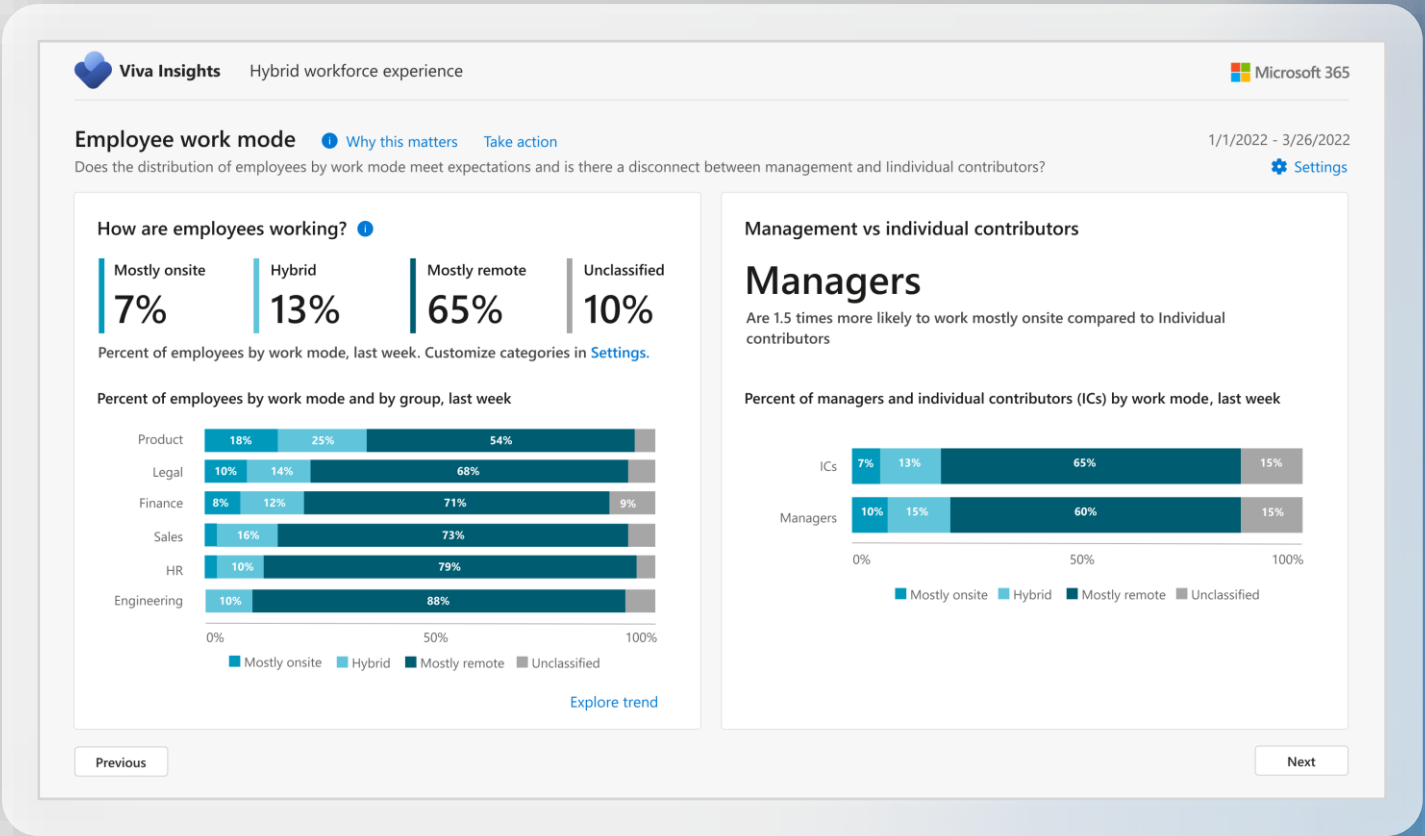 Viva Insights
Hybrid workforce experience
Microsoft 365
Employee work mode
Why this matters
Take action
1/1/2022 - 3/26/2022
Does the distribution of employees by work mode meet expectations and is there a disconnect between management and Iindividual contributors?
Settings
How are employees working?
Mostly onsite
7%
Hybrid
13%
Mostly remote
65%
Unclassified
10%
Percent of employees by work mode, last week. Customize categories in Settings.
Percent of employees by work mode and by group, last week
Product 18% 25% 54%
Legal 10% 14% 68%
Finance 8% 12% 71% 9%
Sales 16% 73%
HR 10% 79%
Engineering 10% 88%
0% 50% 100%
Mostly onsite Hybrid Mostly remote Unclassified
Explore trend
Management vs individual contributors
Managers
Are 1.5 times more likely to work mostly onsite compared to Individual
contributors
Percent of managers and individual contributors (ICs) by work mode, last week
ICs 7% 13% 65% 15%
Managers 10% 15% 60% 15%
0% 50% 100%
Mostly onsite Hybrid Mostly remote Unclassified
Previous
Next